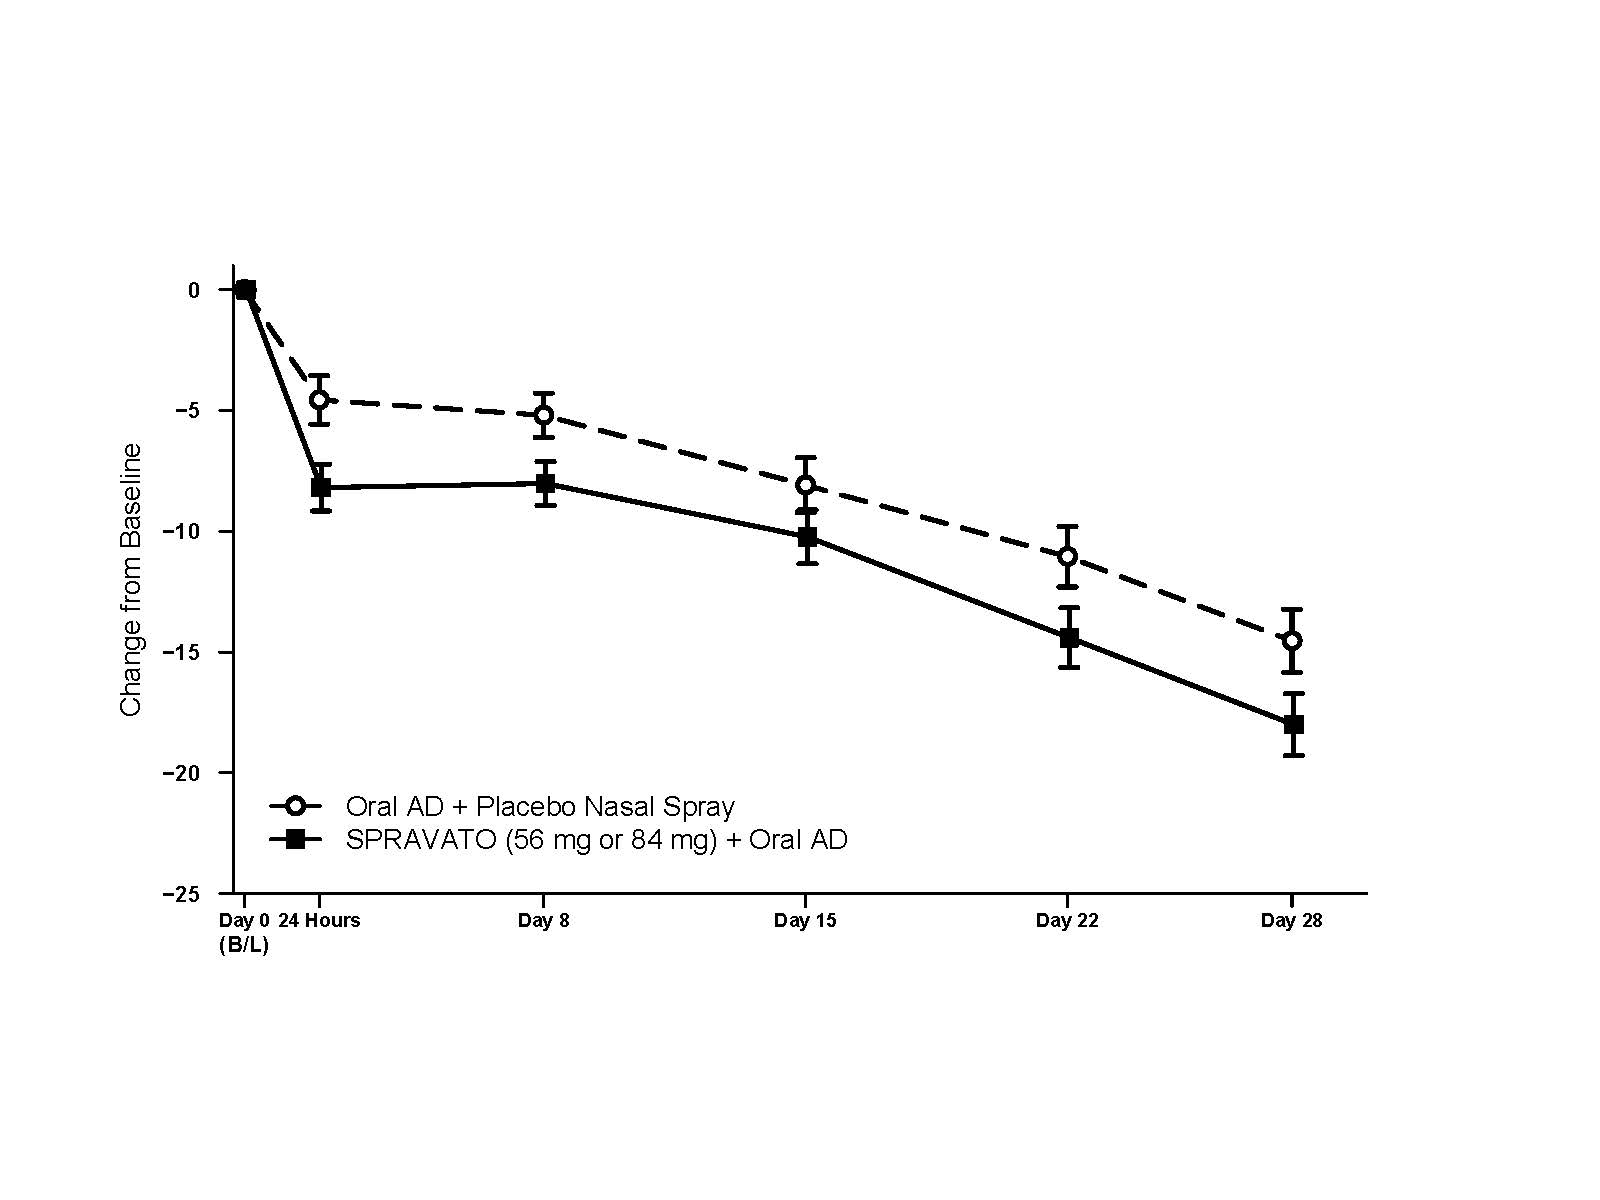 Change from Baseline
0
−5
−10
−15
−20
−25
Oral AD + Placebo Nasal Spray
SPRAVATO (56 mg or 84 mg) + Oral AD
Day 0 24 Hours Day 8 Day 15 Day 22 Day 28
(B/L)